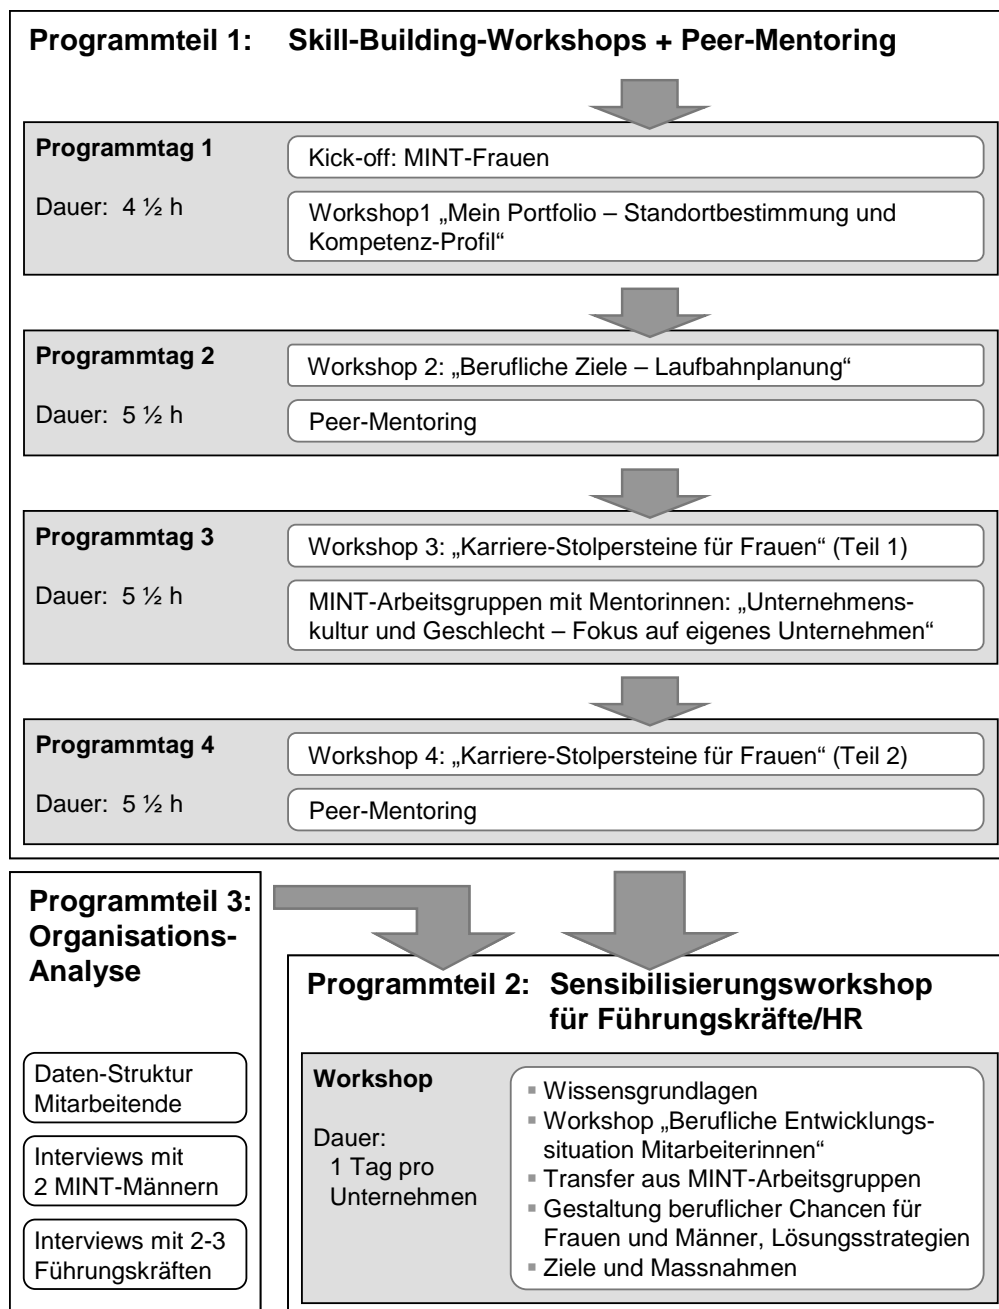 Programmteil 1: Skill-Building-Workshops + Peer-Mentoring
Programmtag 1
Dauer: 4 ½ h
Kick-off: MINT-Frauen
Workshop1 „Mein Portfolio – Standortbestimmung und
Kompetenz-Profil“
Programmtag 2
Dauer: 5 ½ h
Workshop 2: „Berufliche Ziele – Laufbahnplanung“
Peer-Mentoring
Programmtag 3
Dauer: 5 ½ h
Workshop 3: „Karriere-Stolpersteine für Frauen“ (Teil 1)
MINT-Arbeitsgruppen mit Mentorinnen: „Unternehmens-
kultur und Geschlecht – Fokus auf eigenes Unternehmen“
Programmtag 4
Dauer: 5 ½ h
Workshop 4: „Karriere-Stolpersteine für Frauen“ (Teil 2)
Peer-Mentoring
Programmteil 3:
Organisations-
Analyse
Daten-Struktur
Mitarbeitende
Interviews mit
2 MINT-Männern
Interviews mit 2-3
Führungskräften
Programmteil 2: Sensibilisierungsworkshop
für Führungskräfte/HR
Workshop
Dauer:
1 Tag pro
Unternehmen
▪ Wissensgrundlagen
▪ Workshop „Berufliche Entwicklungs-
situation Mitarbeiterinnen“
▪ Transfer aus MINT-Arbeitsgruppen
▪ Gestaltung beruflicher Chancen für
Frauen und Männer, Lösungsstrategien
▪ Ziele und Massnahmen